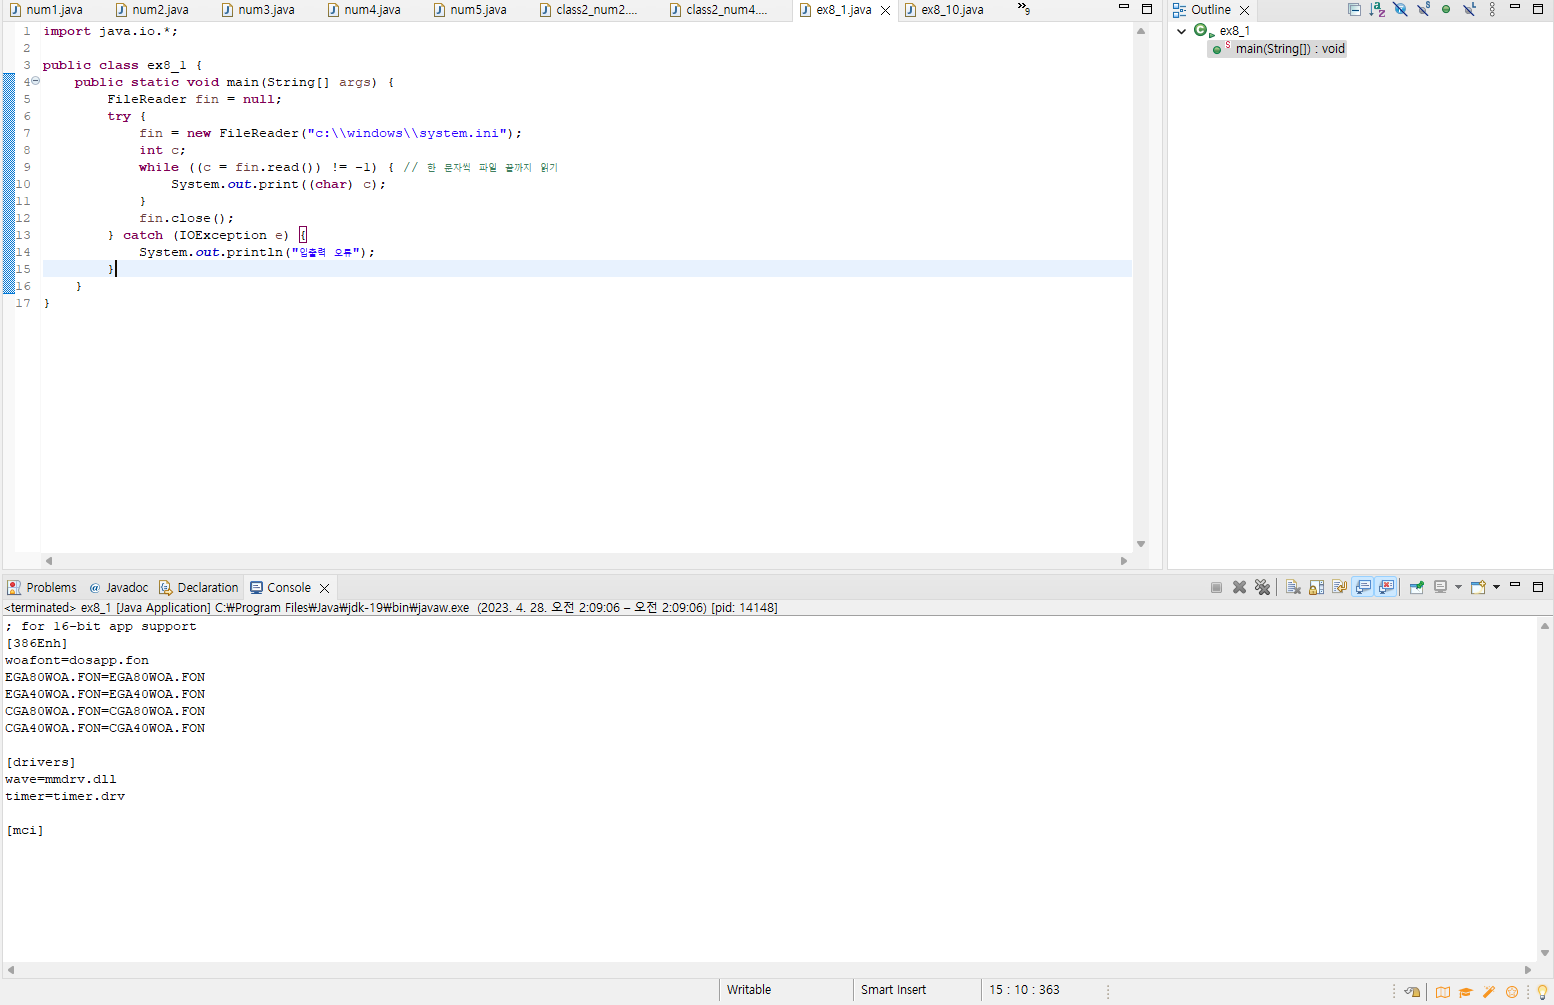 num1.java num2.java num3.java num4.java num5.java class2_num2.... class2_num4.... ex8_1.java ex8_10.java »9
Outline
ex8_1
main(String[]) : void
1 import java.io.*;
2
3 public class ex8_1 {
4 public static void main(String[] args) {
5 FileReader fin = null;
6 try {
7 fin = new FileReader("c:\\windows\\system.ini");
8 int c;
9 while ((c = fin.read()) != -1) { // 한 문자씩 파일 끝까지 읽기
10 System.out.print((char) c);
11 }
12 fin.close();
13 } catch (IOException e) {
14 System.out.println("입출력 오류");
15 }
16 }
17 }
Problems @ Javadoc Declaration Console
<terminated> ex8_1 [Java Application] C:₩Program Files₩Java₩jdk-19₩bin₩javaw.exe (2023. 4. 28. 오전 2:09:06 – 오전 2:09:06) [pid: 14148]
; for 16-bit app support
[386Enh]
woafont=dosapp.fon
EGA80WOA.FON=EGA80WOA.FON
EGA40WOA.FON=EGA40WOA.FON
CGA80WOA.FON=CGA80WOA.FON
CGA40WOA.FON=CGA40WOA.FON
[drivers]
wave=mmdrv.dll
timer=timer.drv
[mci]
Writable Smart Insert 15 : 10 : 363